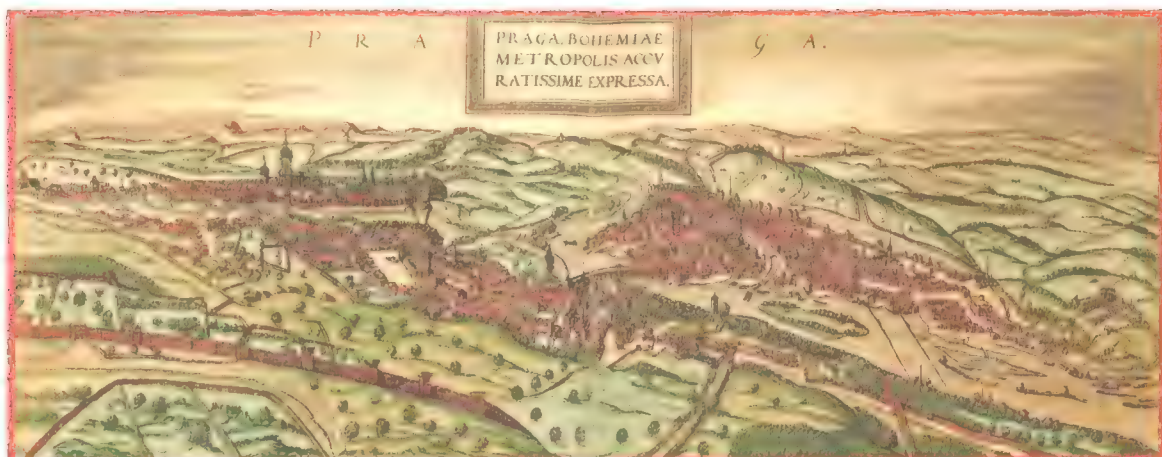 P R A G A.
PRAGA, BOHEMIAE
METROPOLIS ACCV
RATISSIME EXPRESSA.